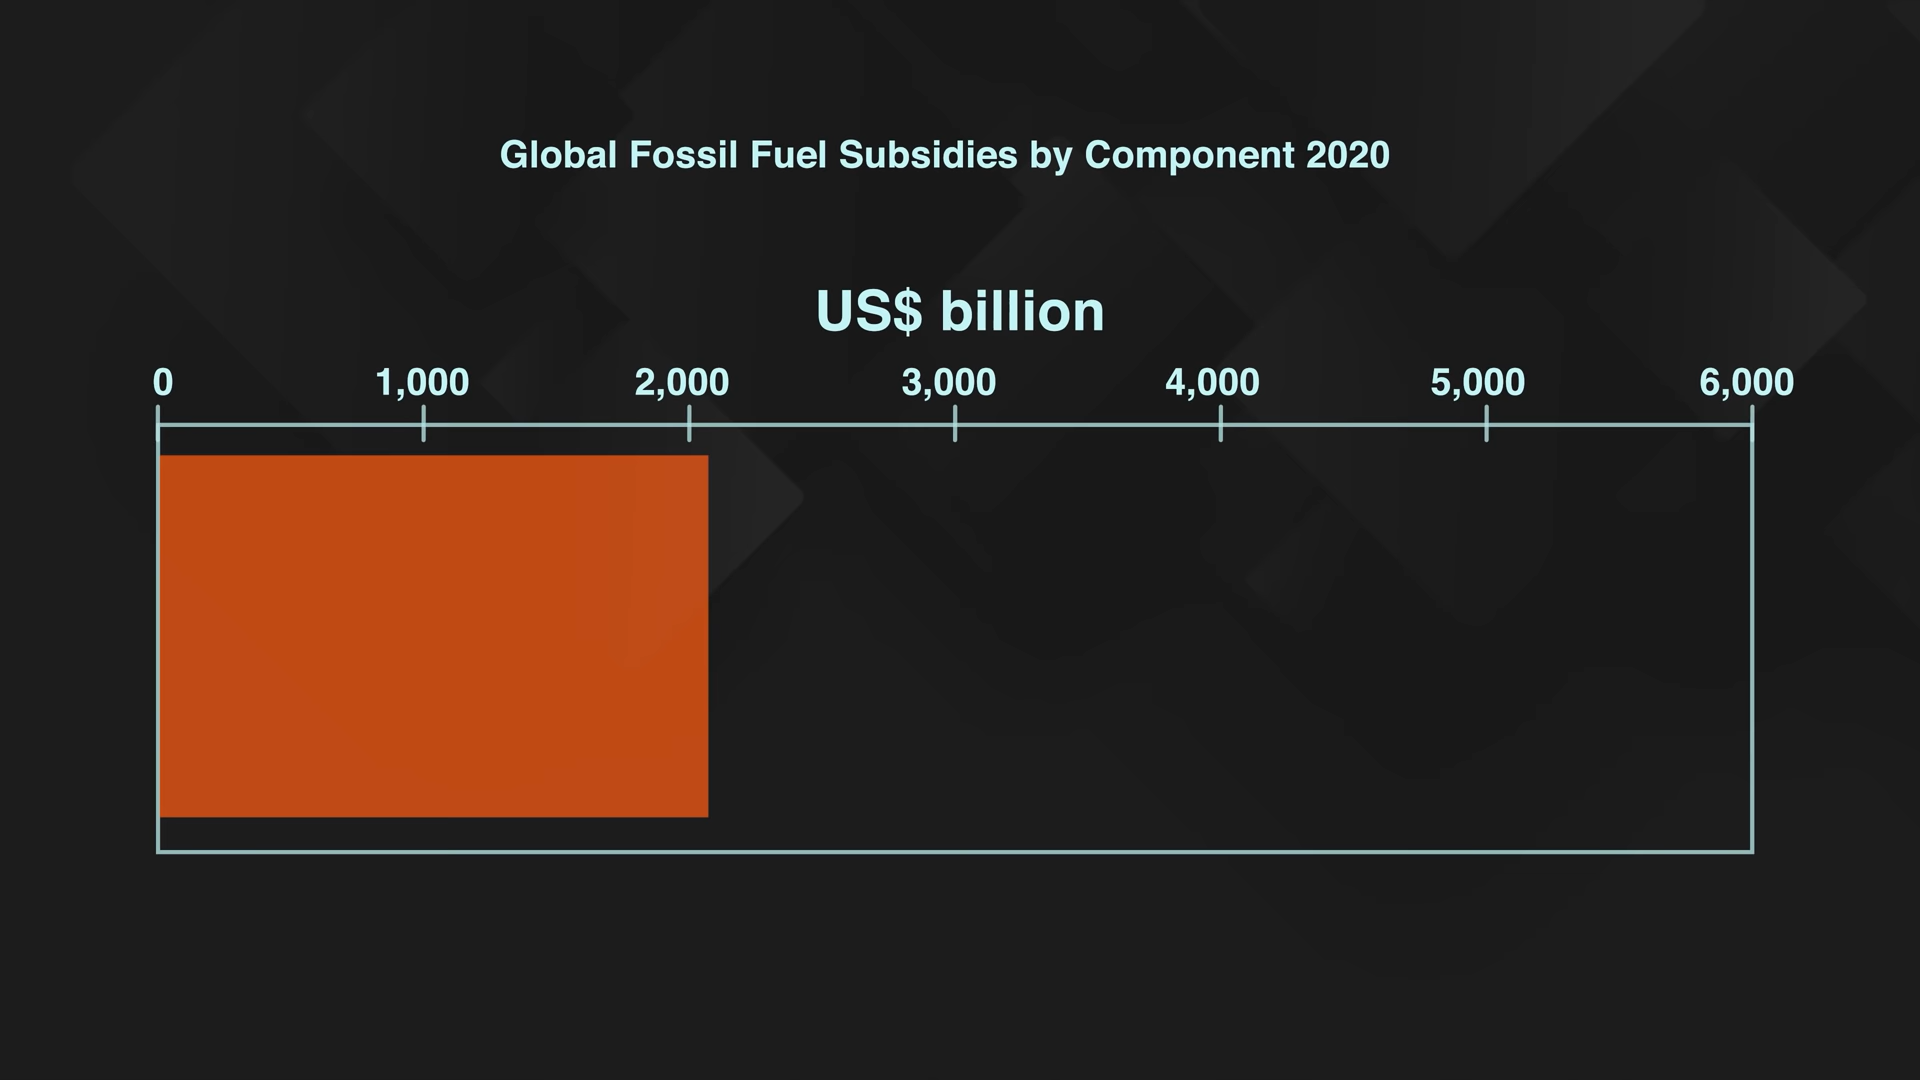 Global Fossil Fuel Subsidies by Component 2020
US$ billion
0 1,000 2,000 3,000 4,000 5,000 6,000